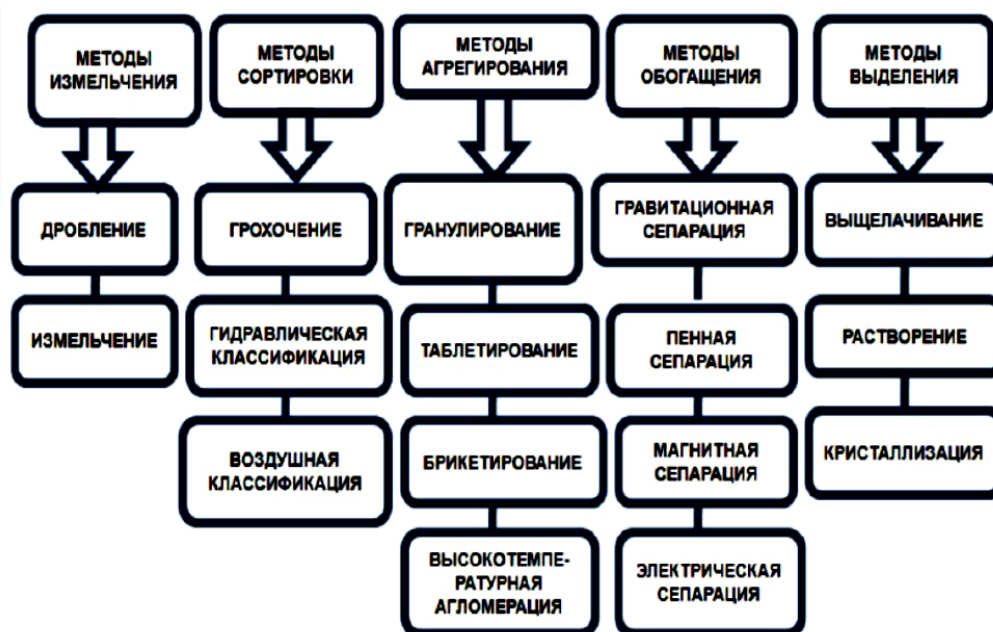 МЕТОДЫ
ИЗМЕЛЬЧЕНИЯ
МЕТОДЫ
СОРТИРОВКИ
МЕТОДЫ
АГРЕГИРОВАНИЯ
МЕТОДЫ
ОБОГАЩЕНИЯ
МЕТОДЫ
ВЫДЕЛЕНИЯ
ДРОБЛЕНИЕ
ГРОХОЧЕНИЕ
ГРАНУЛИРОВАНИЕ
ГРАВИТАЦИОННАЯ
СЕПАРАЦИЯ
ВЫЩЕЛАЧИВАНИЕ
ИЗМЕЛЬЧЕНИЕ
ГИДРАВЛИЧЕСКАЯ
КЛАССИФИКАЦИЯ
ТАБЛЕТИРОВАНИЕ
ПЕННАЯ
СЕПАРАЦИЯ
РАСТВОРЕНИЕ
ВОЗДУШНАЯ
КЛАССИФИКАЦИЯ
БРИКЕТИРОВАНИЕ
МАГНИТНАЯ
СЕПАРАЦИЯ
КРИСТАЛЛИЗАЦИЯ
ВЫСОКОТЕМПЕ-
РАТУРНАЯ
АГЛОМЕРАЦИЯ
ЭЛЕКТРИЧЕСКАЯ
СЕПАРАЦИЯ